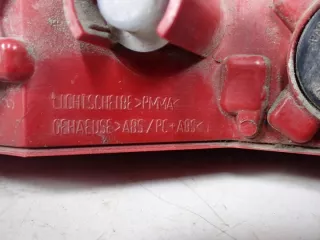 LICHTSCHEIBE >PMMA<
GEHAEUSE >ABS/PC+ABS<